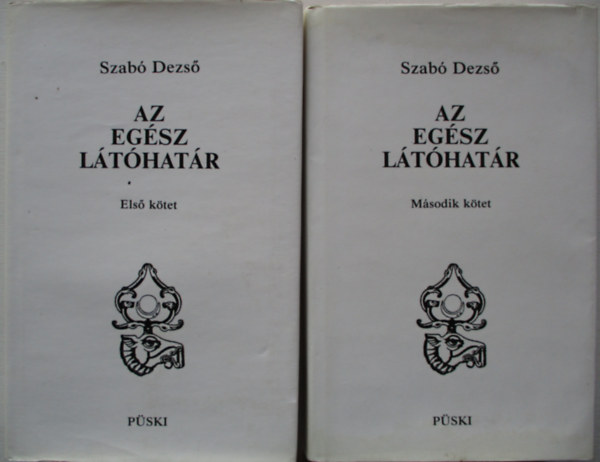 Szabó Dezső
AZ
EGÉSZ
LÁTÓHATÁR
Első kötet
PÜSKI
Szabó Dezső
AZ
EGÉSZ
LÁTÓHATÁR
Második kötet
PÜSKI